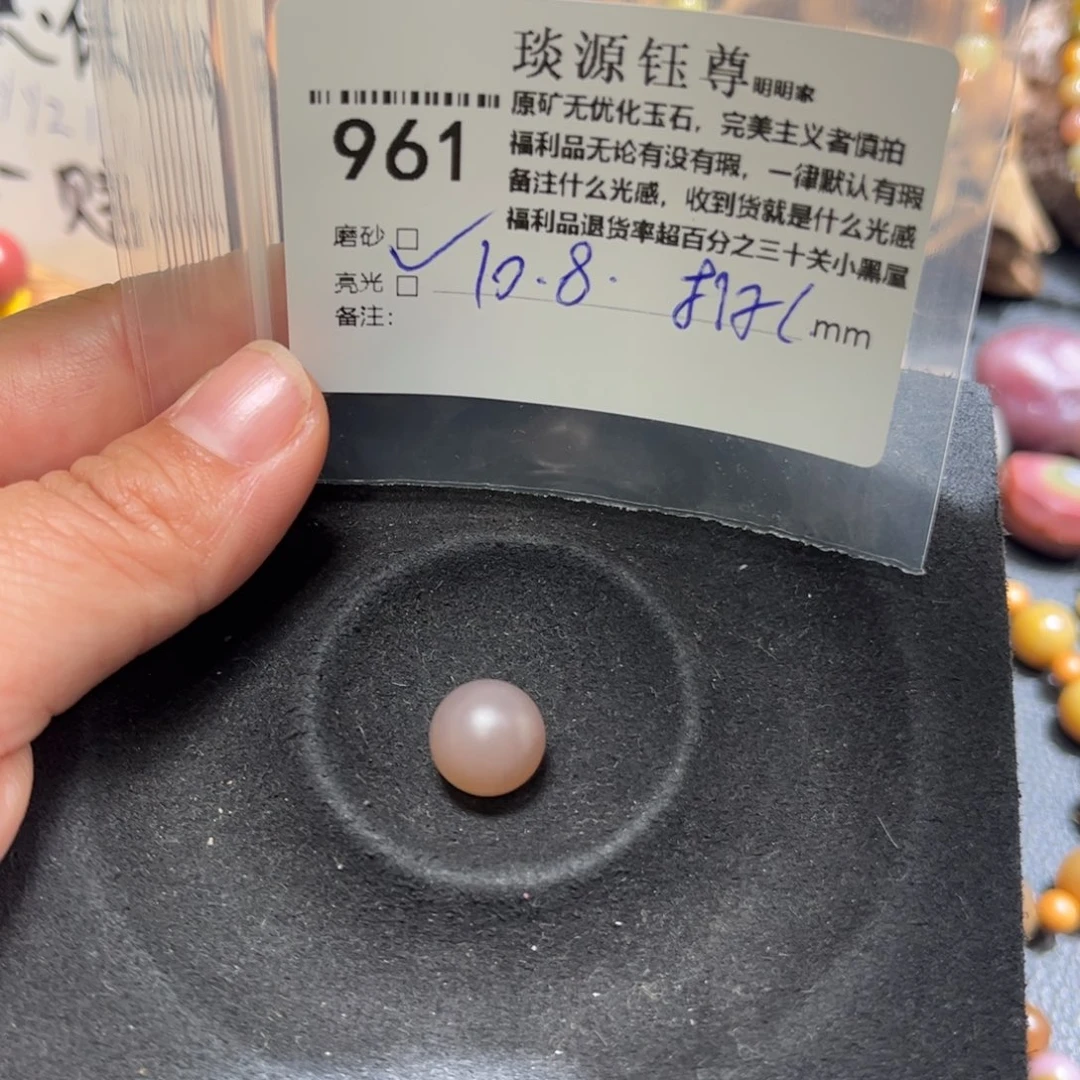 琰源钰尊明明家
961
原矿无优化玉石，完美主义者慎拍
福利品无论有没有瑕，一律默认有瑕
备注什么光感，收到货就是什么光感
福利品退货率超百分之三十关小黑屋
磨砂□
亮光□
10.8. 打孔 mm
备注：